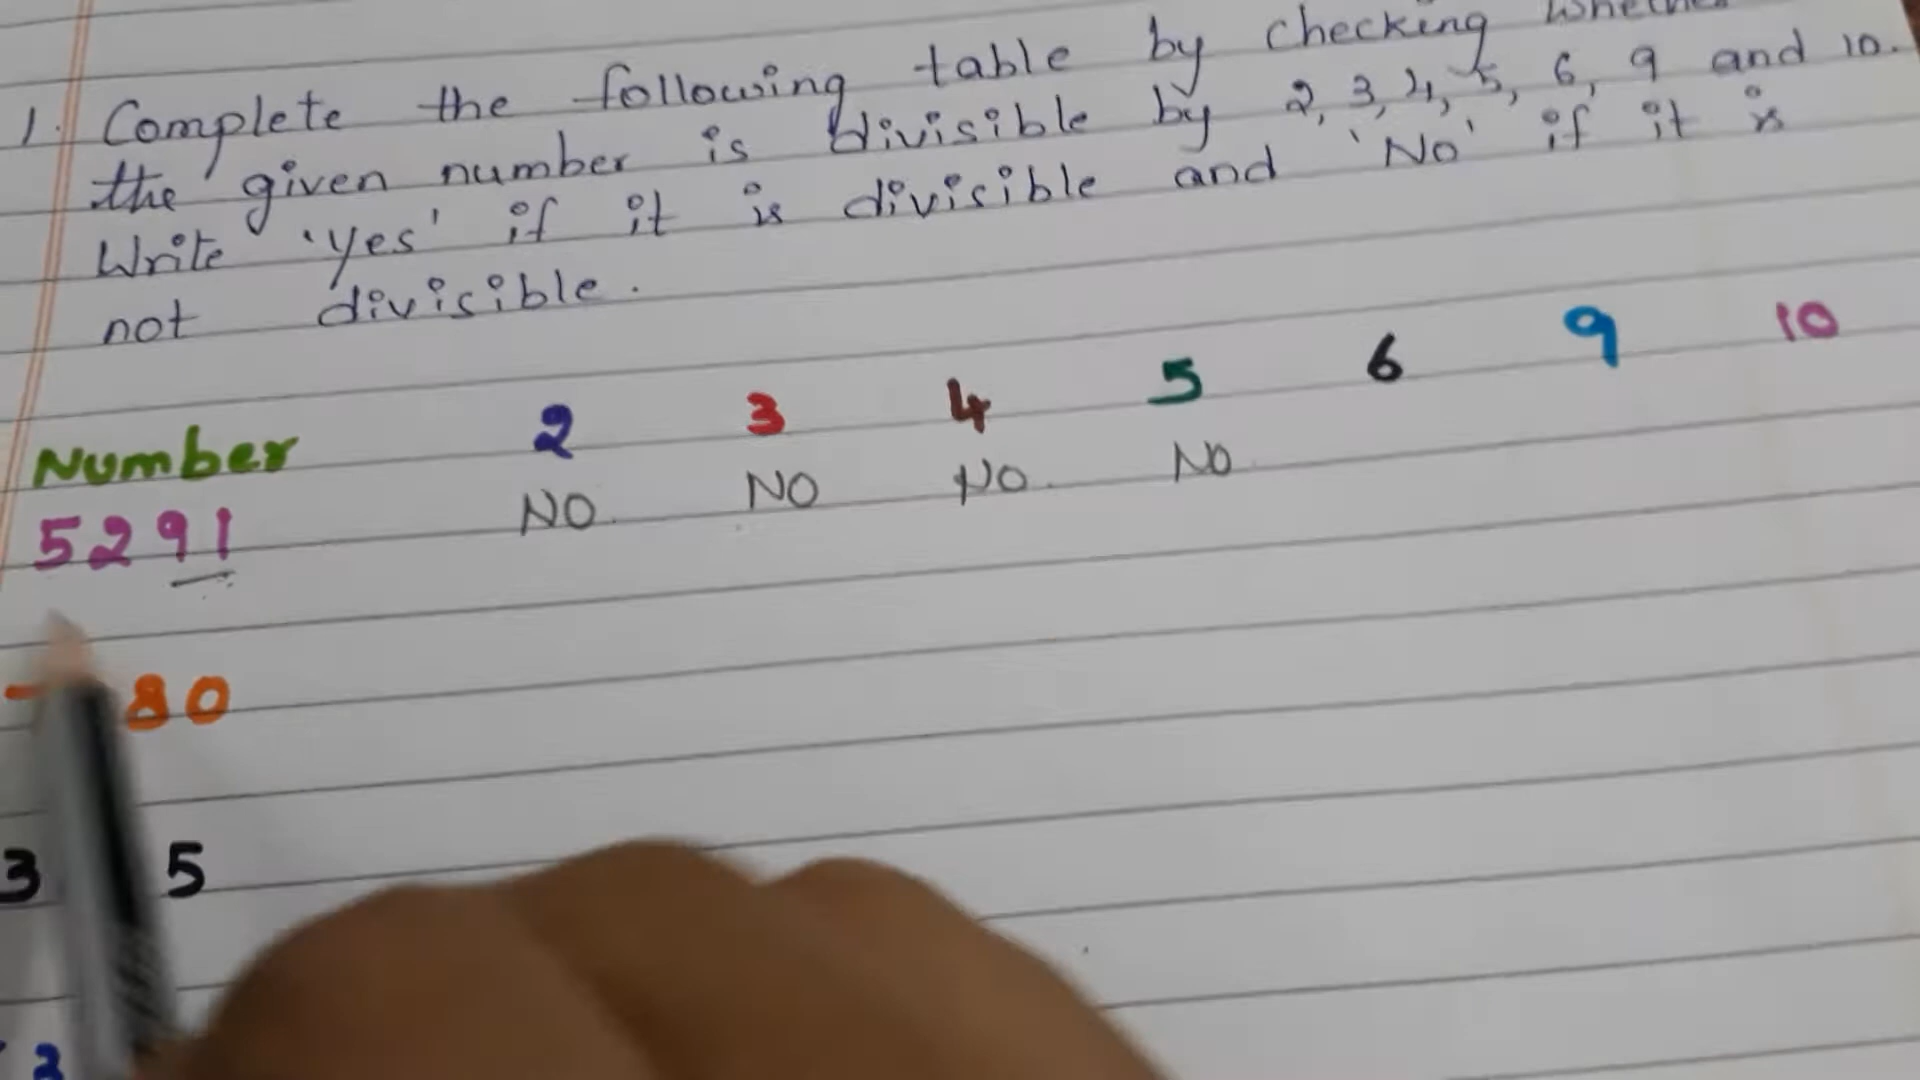 1. Complete the following table by checking whether
the given number is divisible by 2, 3, 4, 5, 6, 9 and 10.
Write 'yes' if it is divisible and 'No' if it is
not divisible.
Number 2 3 4 5 6 9 10
5291 NO NO NO NO
80
3 5
3